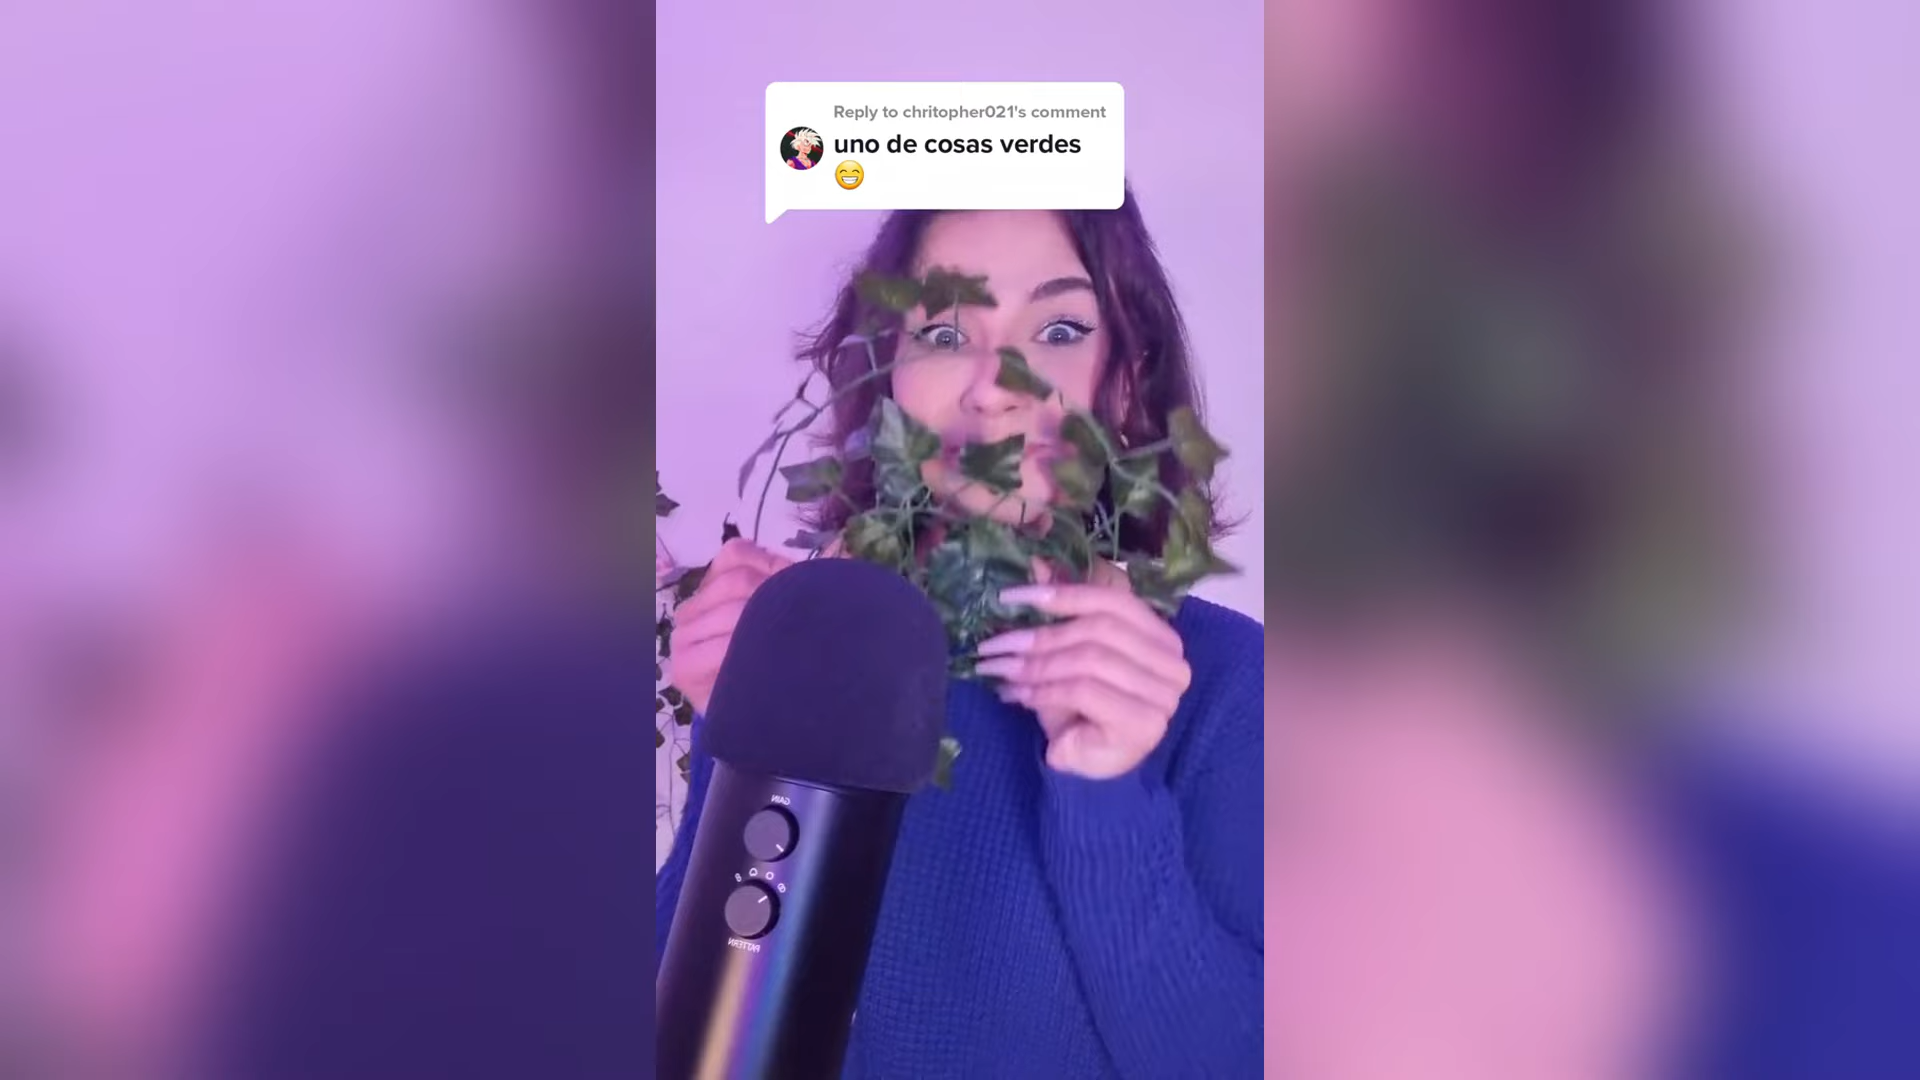 Reply to chritopher021's comment
uno de cosas verdes
😁
GAIN
PATTERN